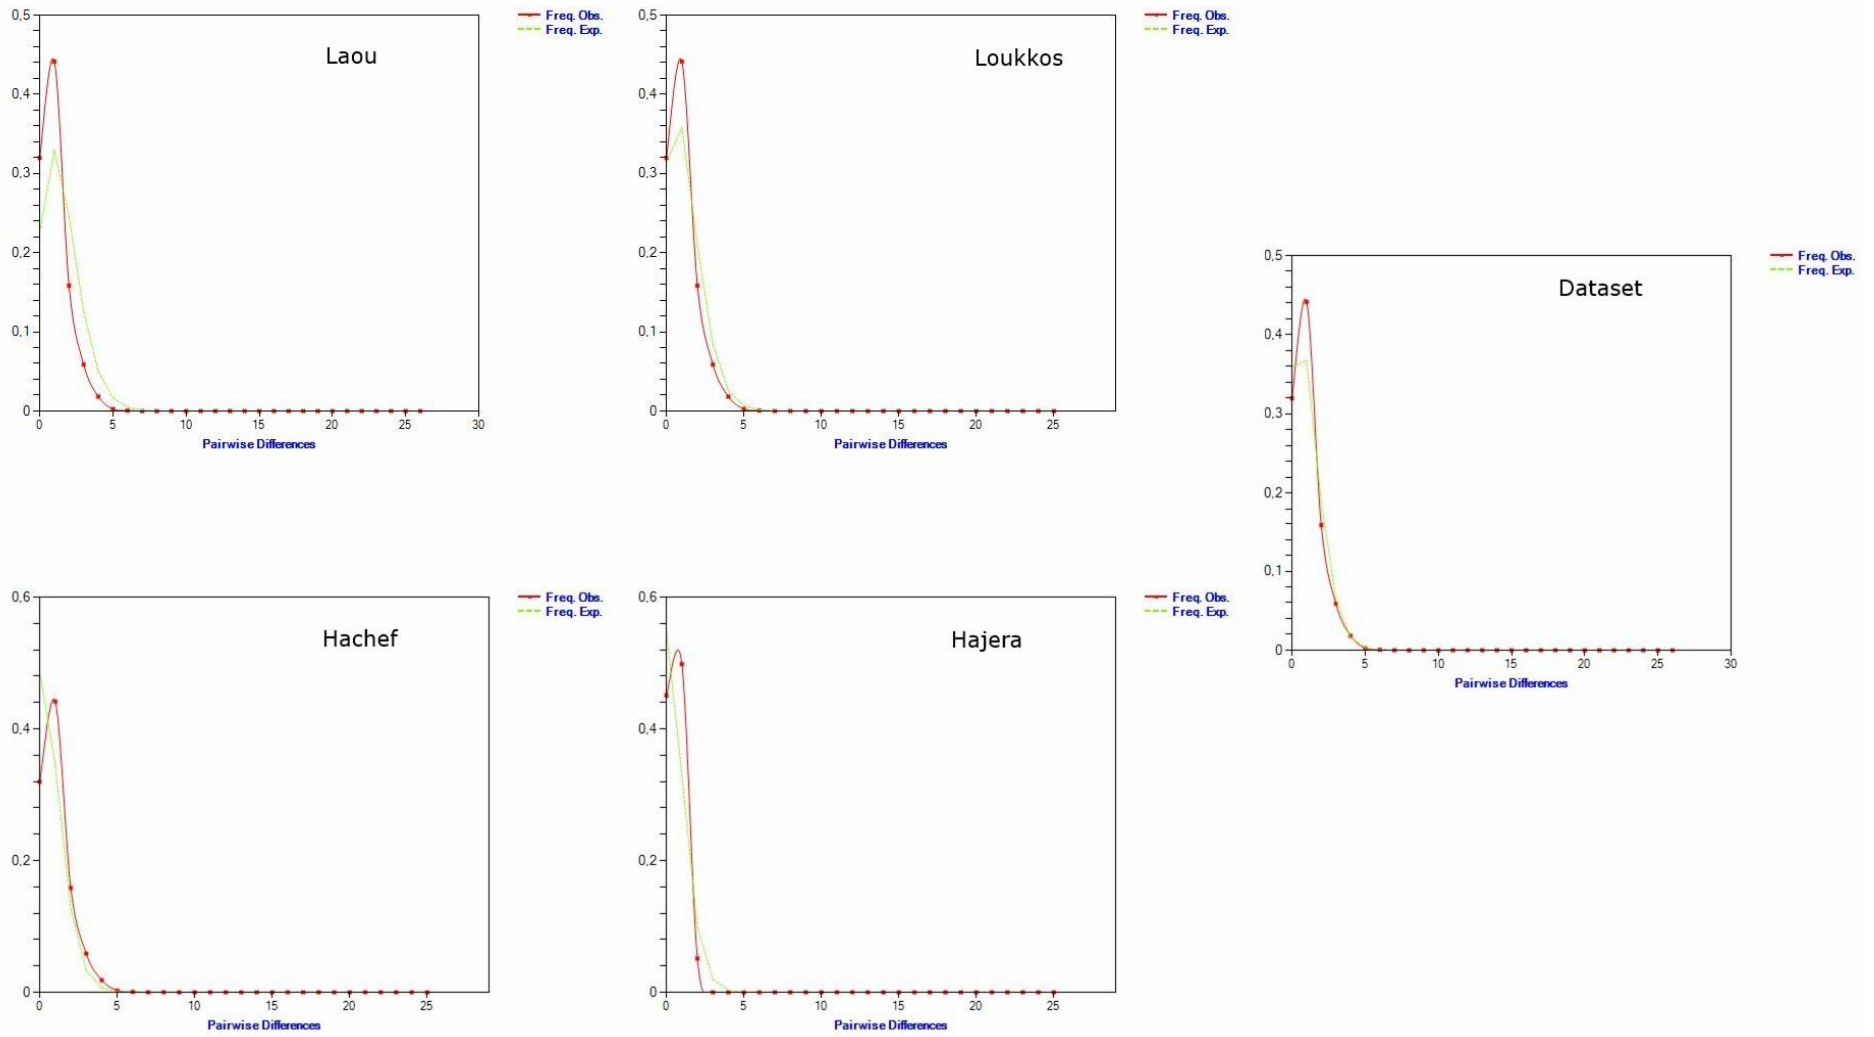 Laou
Freq. Obs.
Freq. Exp.
0,5
0,4
0,3
0,2
0,1
0
0 5 10 15 20 25 30
Pairwise Differences
Loukkos
Freq. Obs.
Freq. Exp.
0,5
0,4
0,3
0,2
0,1
0
0 5 10 15 20 25
Pairwise Differences
Dataset
Freq. Obs.
Freq. Exp.
0,5
0,4
0,3
0,2
0,1
0
0 5 10 15 20 25 30
Pairwise Differences
Hachef
Freq. Obs.
Freq. Exp.
0,6
0,4
0,2
0
0 5 10 15 20 25
Pairwise Differences
Hajera
Freq. Obs.
Freq. Exp.
0,6
0,4
0,2
0
0 5 10 15 20 25
Pairwise Differences